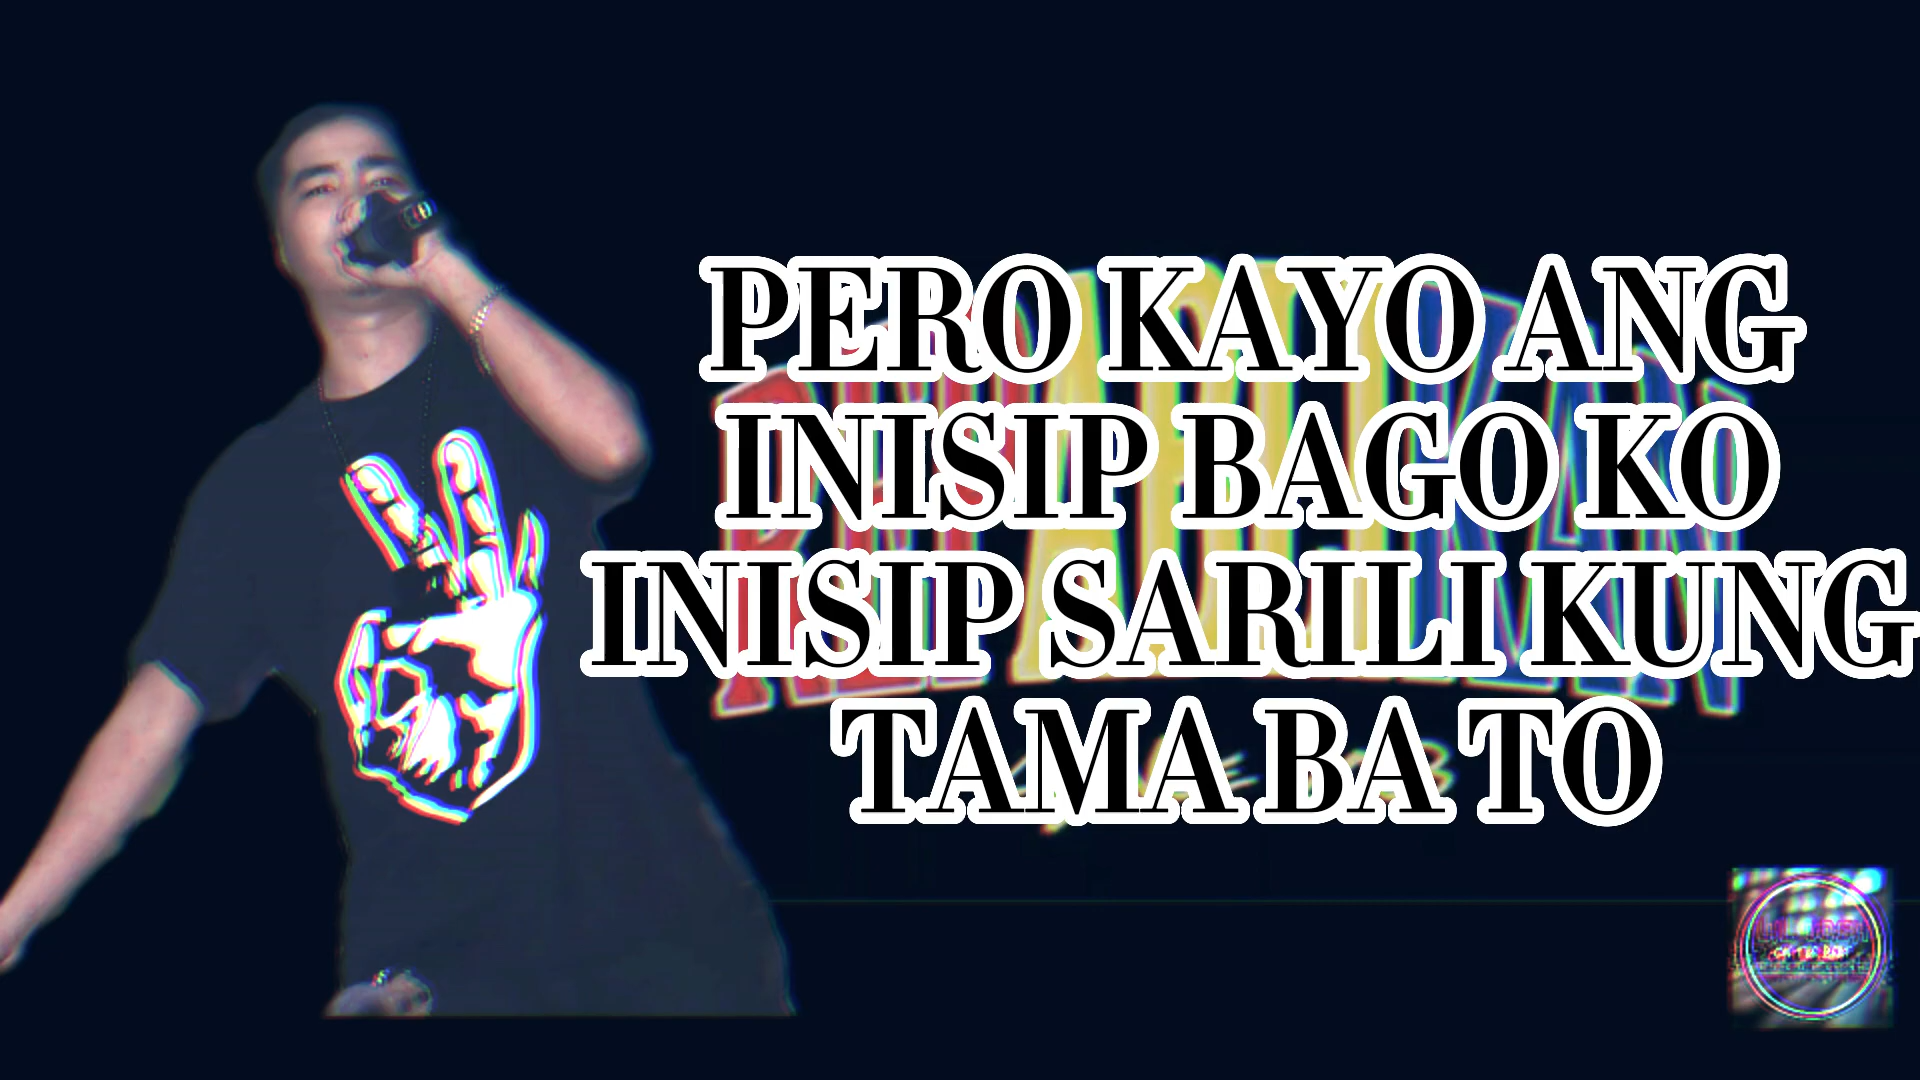 PERO KAYO ANG
INISIP BAGO KO
INISIP SARILI KUNG
TAMA BA TO